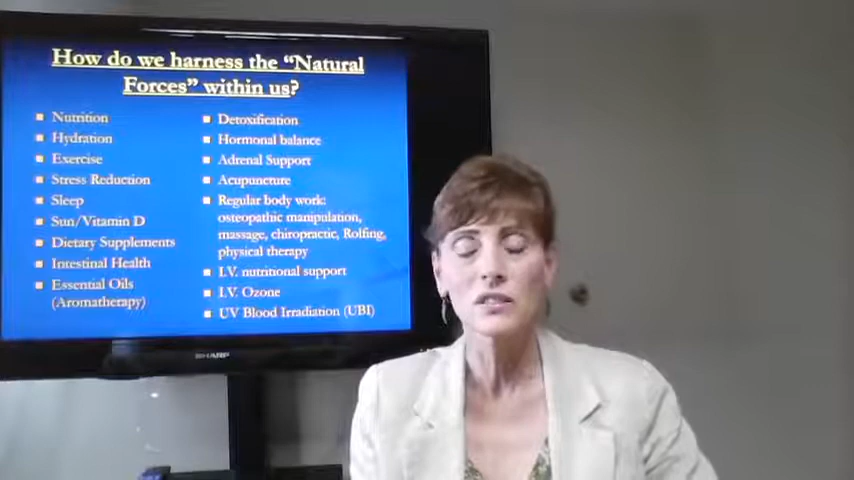 How do we harness the “Natural
Forces” within us?
Nutrition
Hydration
Exercise
Stress Reduction
Sleep
Sun/Vitamin D
Dietary Supplements
Intestinal Health
Essential Oils
(Aromatherapy)
Detoxification
Hormonal balance
Adrenal Support
Acupuncture
Regular body work:
osteopathic manipulation,
massage, chiropractic, Rolfing,
physical therapy
I.V. nutritional support
I.V. Ozone
UV Blood Irradiation (UBI)
SHARP